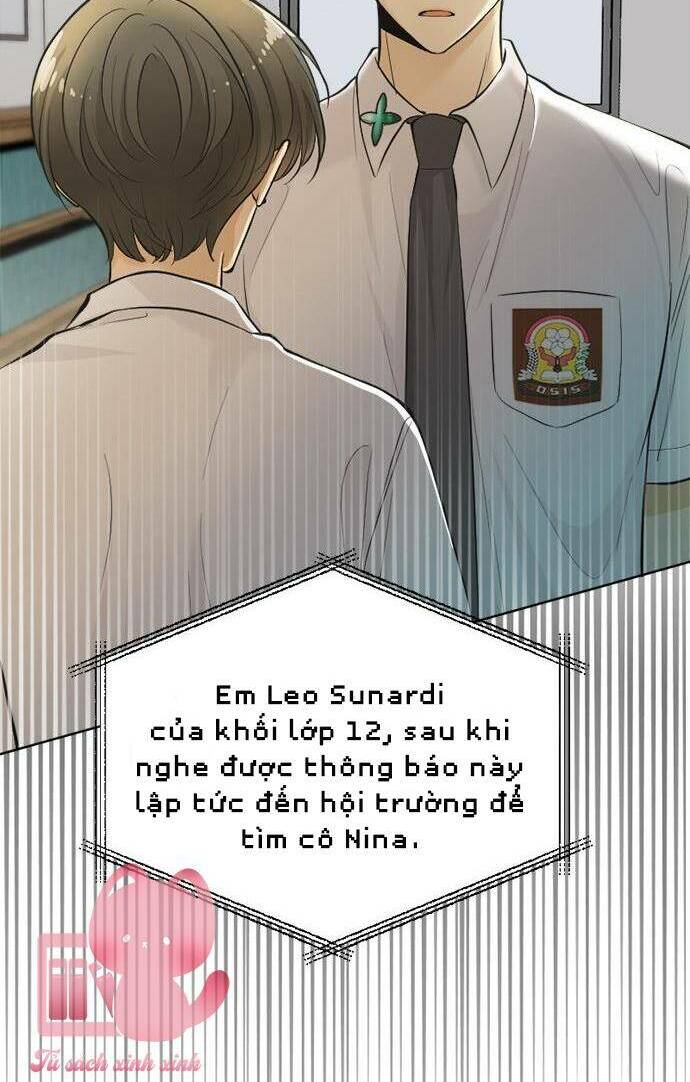 OSIS
Em Leo Sunardi
của khối lớp 12, sau khi
nghe được thông báo này
lập tức đến hội trường để
tìm cô Nina.
Tủ sách xinh xinh